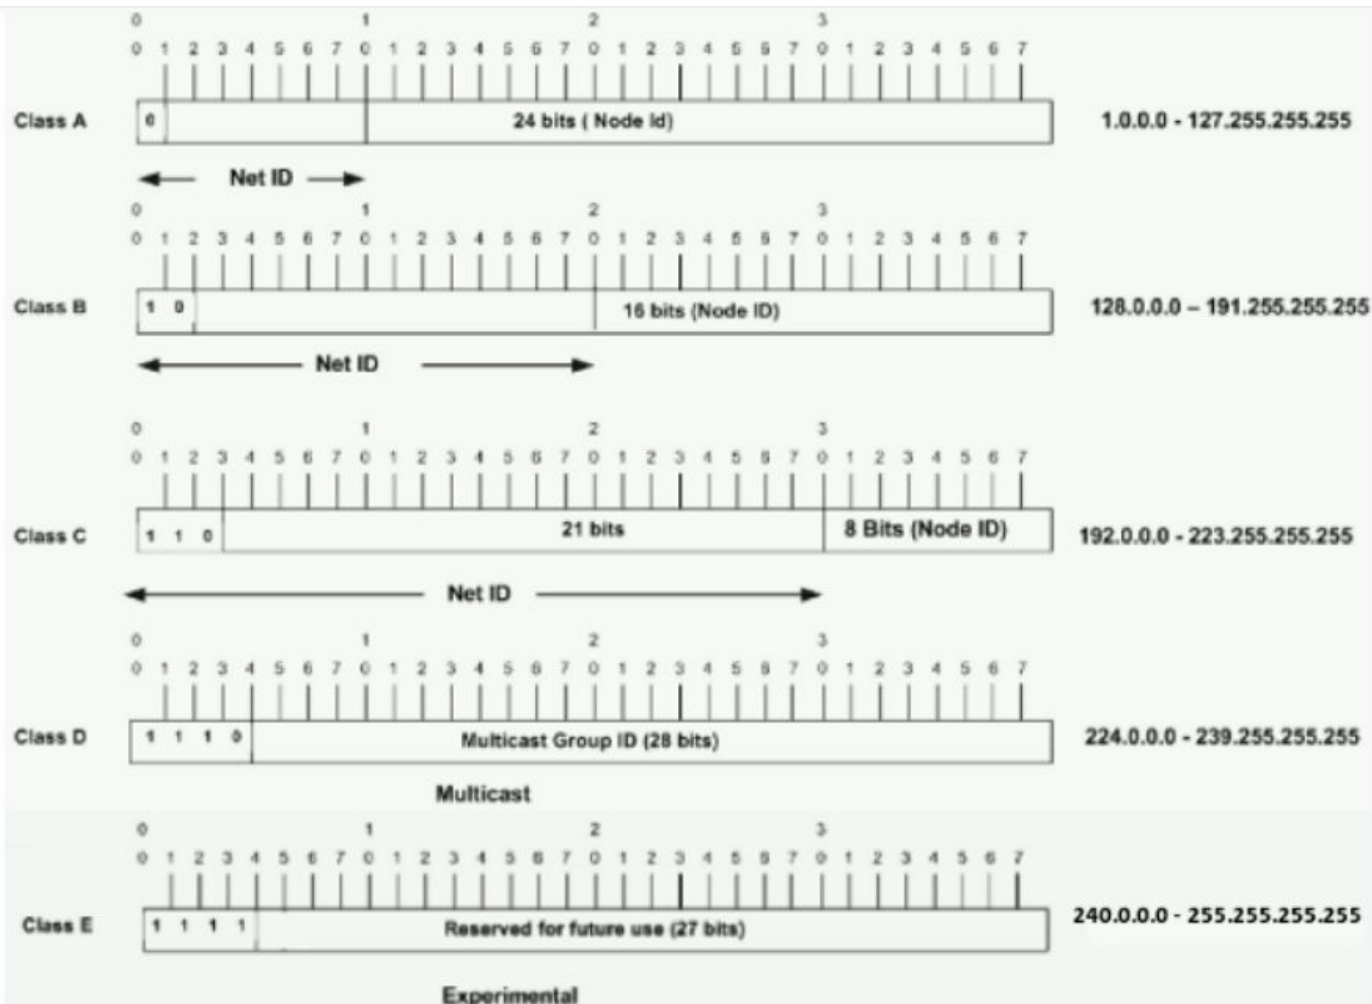 0 1 2 3
0 1 2 3 4 5 6 7 0 1 2 3 4 5 6 7 0 1 2 3 4 5 6 7 0 1 2 3 4 5 6 7
Class A 0 24 bits ( Node Id) 1.0.0.0 - 127.255.255.255
Net ID
0 1 2 3
0 1 2 3 4 5 6 7 0 1 2 3 4 5 6 7 0 1 2 3 4 5 6 7 0 1 2 3 4 5 6 7
Class B 1 0 16 bits (Node ID) 128.0.0.0 – 191.255.255.255
Net ID
0 1 2 3
0 1 2 3 4 5 6 7 0 1 2 3 4 5 6 7 0 1 2 3 4 5 6 7 0 1 2 3 4 5 6 7
Class C 1 1 0 21 bits 8 Bits (Node ID) 192.0.0.0 - 223.255.255.255
Net ID
0 1 2 3
0 1 2 3 4 5 6 7 0 1 2 3 4 5 6 7 0 1 2 3 4 5 6 7 0 1 2 3 4 5 6 7
Class D 1 1 1 0 Multicast Group ID (28 bits) 224.0.0.0 - 239.255.255.255
Multicast
0 1 2 3
0 1 2 3 4 5 6 7 0 1 2 3 4 5 6 7 0 1 2 3 4 5 6 7 0 1 2 3 4 5 6 7
Class E 1 1 1 1 Reserved for future use (27 bits) 240.0.0.0 - 255.255.255.255
Experimental